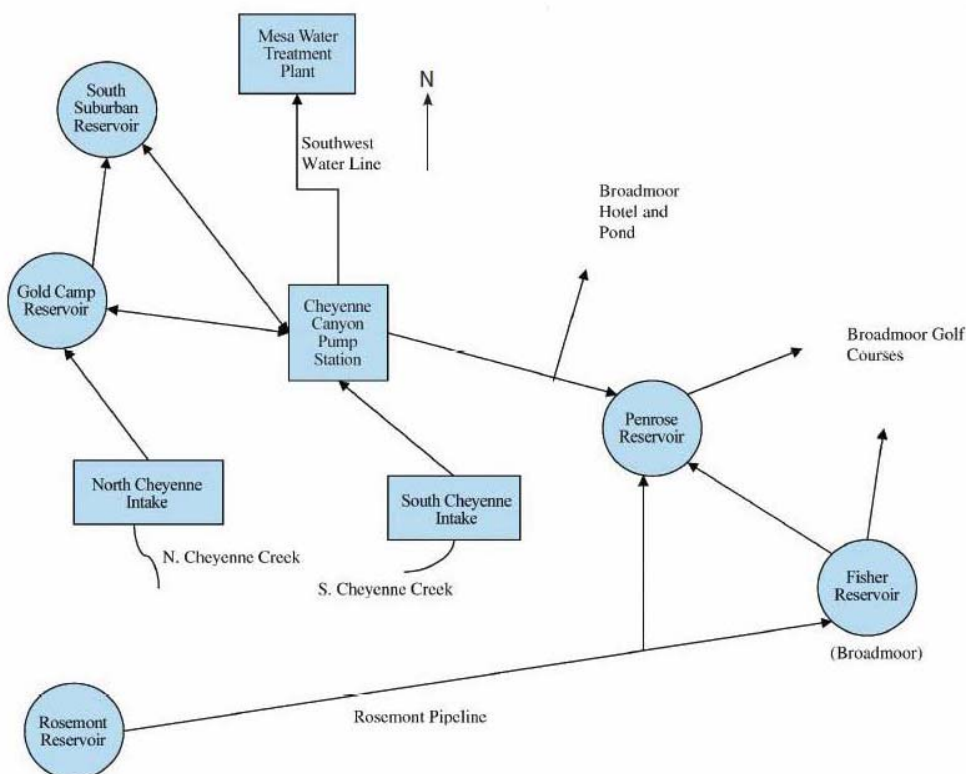 Mesa Water
Treatment
Plant
South
Suburban
Reservoir
N
Southwest
Water Line
Broadmoor
Hotel and
Pond
Gold Camp
Reservoir
Cheyenne
Canyon
Pump
Station
Broadmoor Golf
Courses
Penrose
Reservoir
North Cheyenne
Intake
South Cheyenne
Intake
N. Cheyenne Creek
S. Cheyenne Creek
Fisher
Reservoir
(Broadmoor)
Rosemont
Reservoir
Rosemont Pipeline